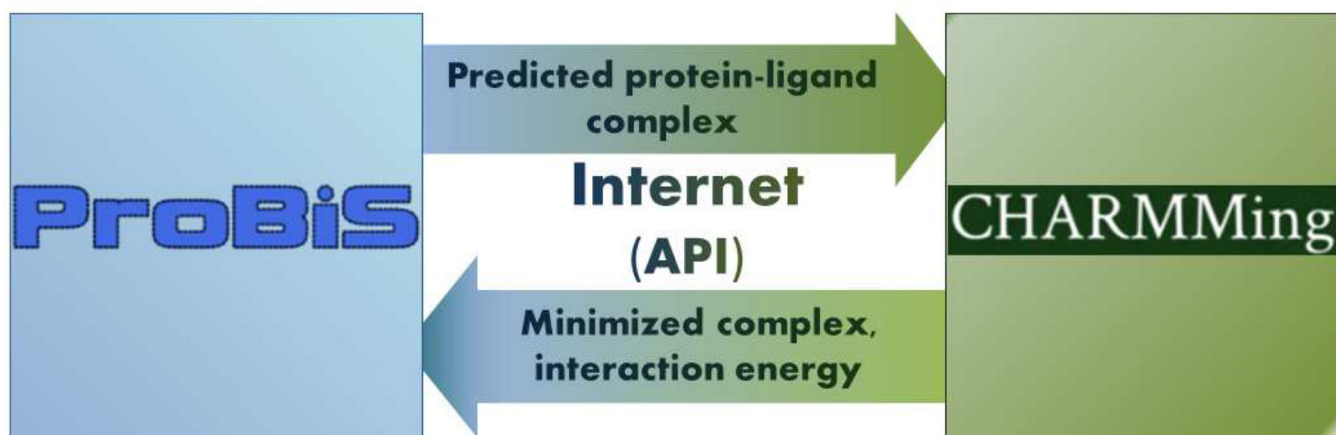 ProBiS
Predicted protein-ligand
complex
Internet
(API)
CHARMMing
Minimized complex,
interaction energy